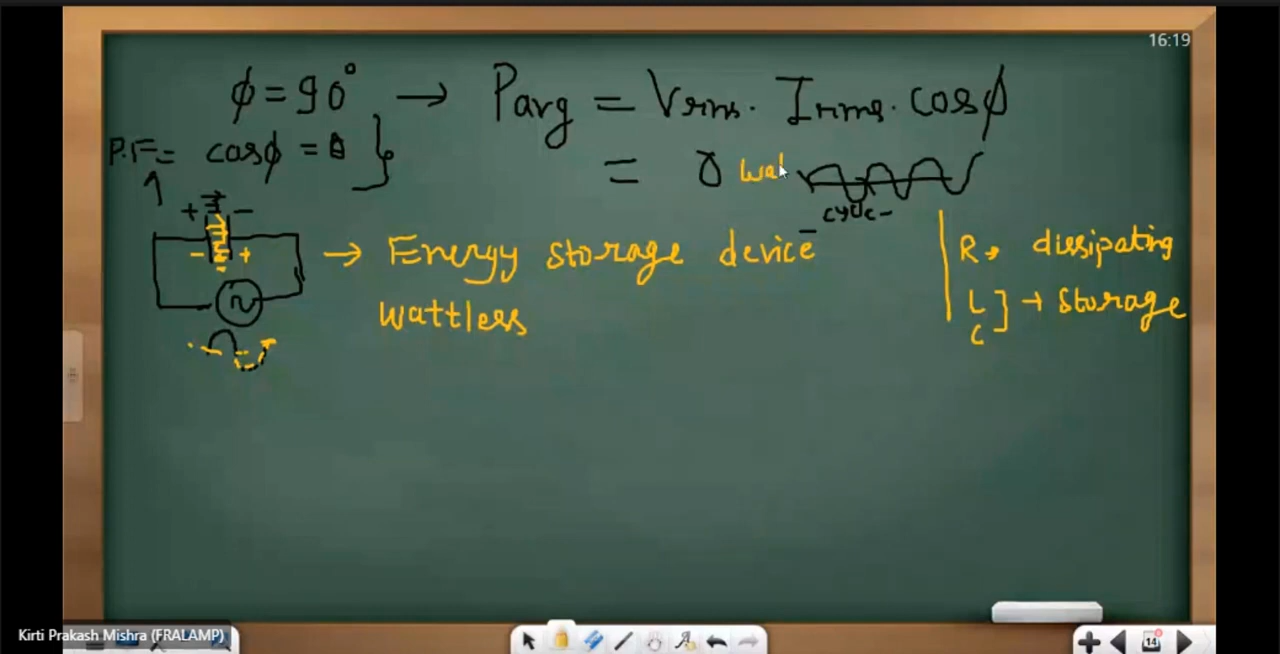 16:19
ϕ = 90° → Pavg = Vrms. Irms. cosϕ
P.F = cosϕ = 0 }
= 0 wat
cycle-
+ -
- +
→ Energy storage device
wattless
R → dissipating
L
C ] → storage
Kirti Prakash Mishra (FRALAMP)
14